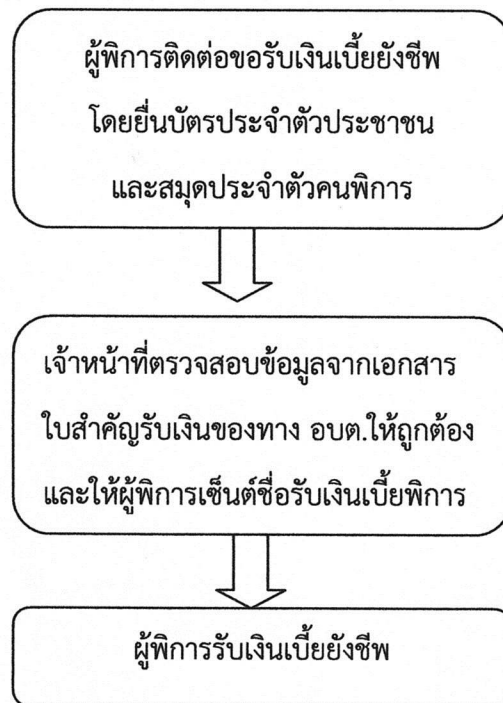 ผู้พิการติดต่อขอรับเงินเบี้ยยังชีพ
โดยยื่นบัตรประจำตัวประชาชน
และสมุดประจำตัวคนพิการ
เจ้าหน้าที่ตรวจสอบข้อมูลจากเอกสาร
ใบสำคัญรับเงินของทาง อบต.ให้ถูกต้อง
และให้ผู้พิการเซ็นต์ชื่อรับเงินเบี้ยพิการ
ผู้พิการรับเงินเบี้ยยังชีพ